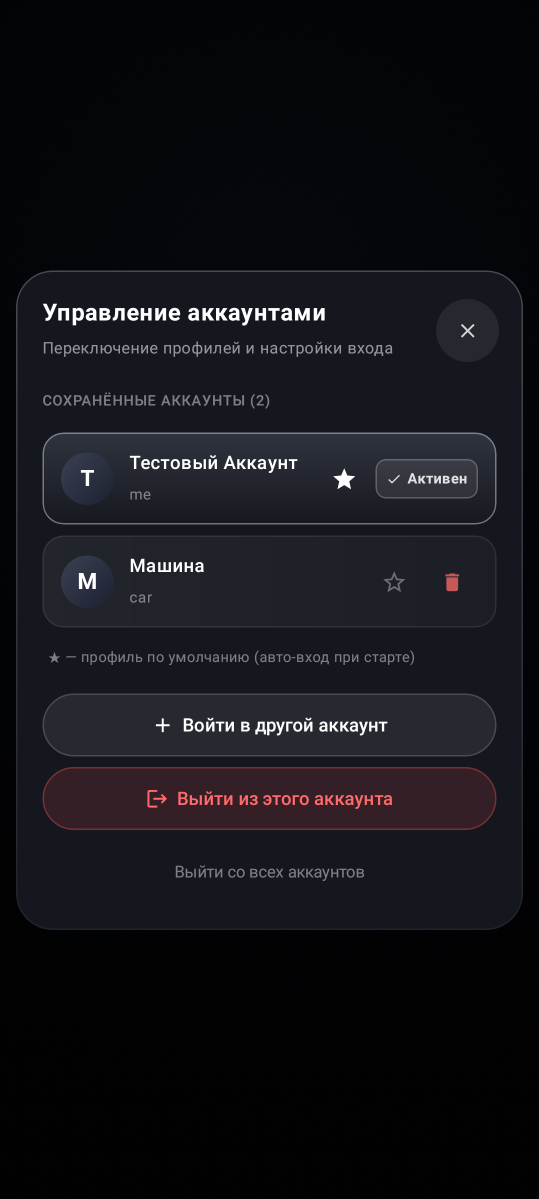 Управление аккаунтами
Переключение профилей и настройки входа
СОХРАНЁННЫЕ АККАУНТЫ (2)
Т
Тестовый Аккаунт
me
★
✓ Активен
М
Машина
car
☆
★ — профиль по умолчанию (авто-вход при старте)
+ Войти в другой аккаунт
Выйти из этого аккаунта
Выйти со всех аккаунтов